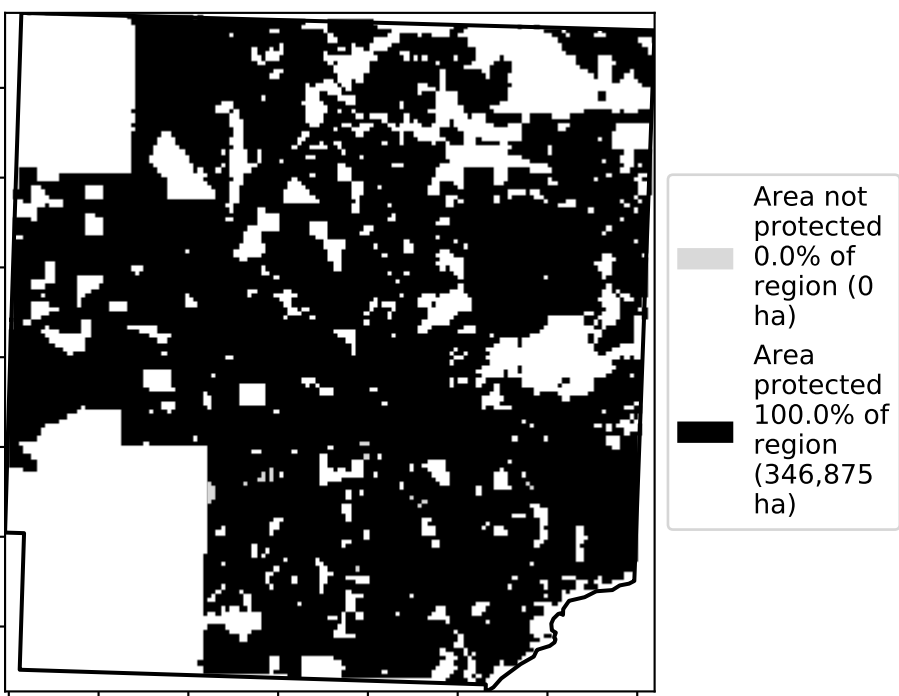 Area not
protected
0.0% of
region (0
ha)
Area
protected
100.0% of
region
(346,875
ha)